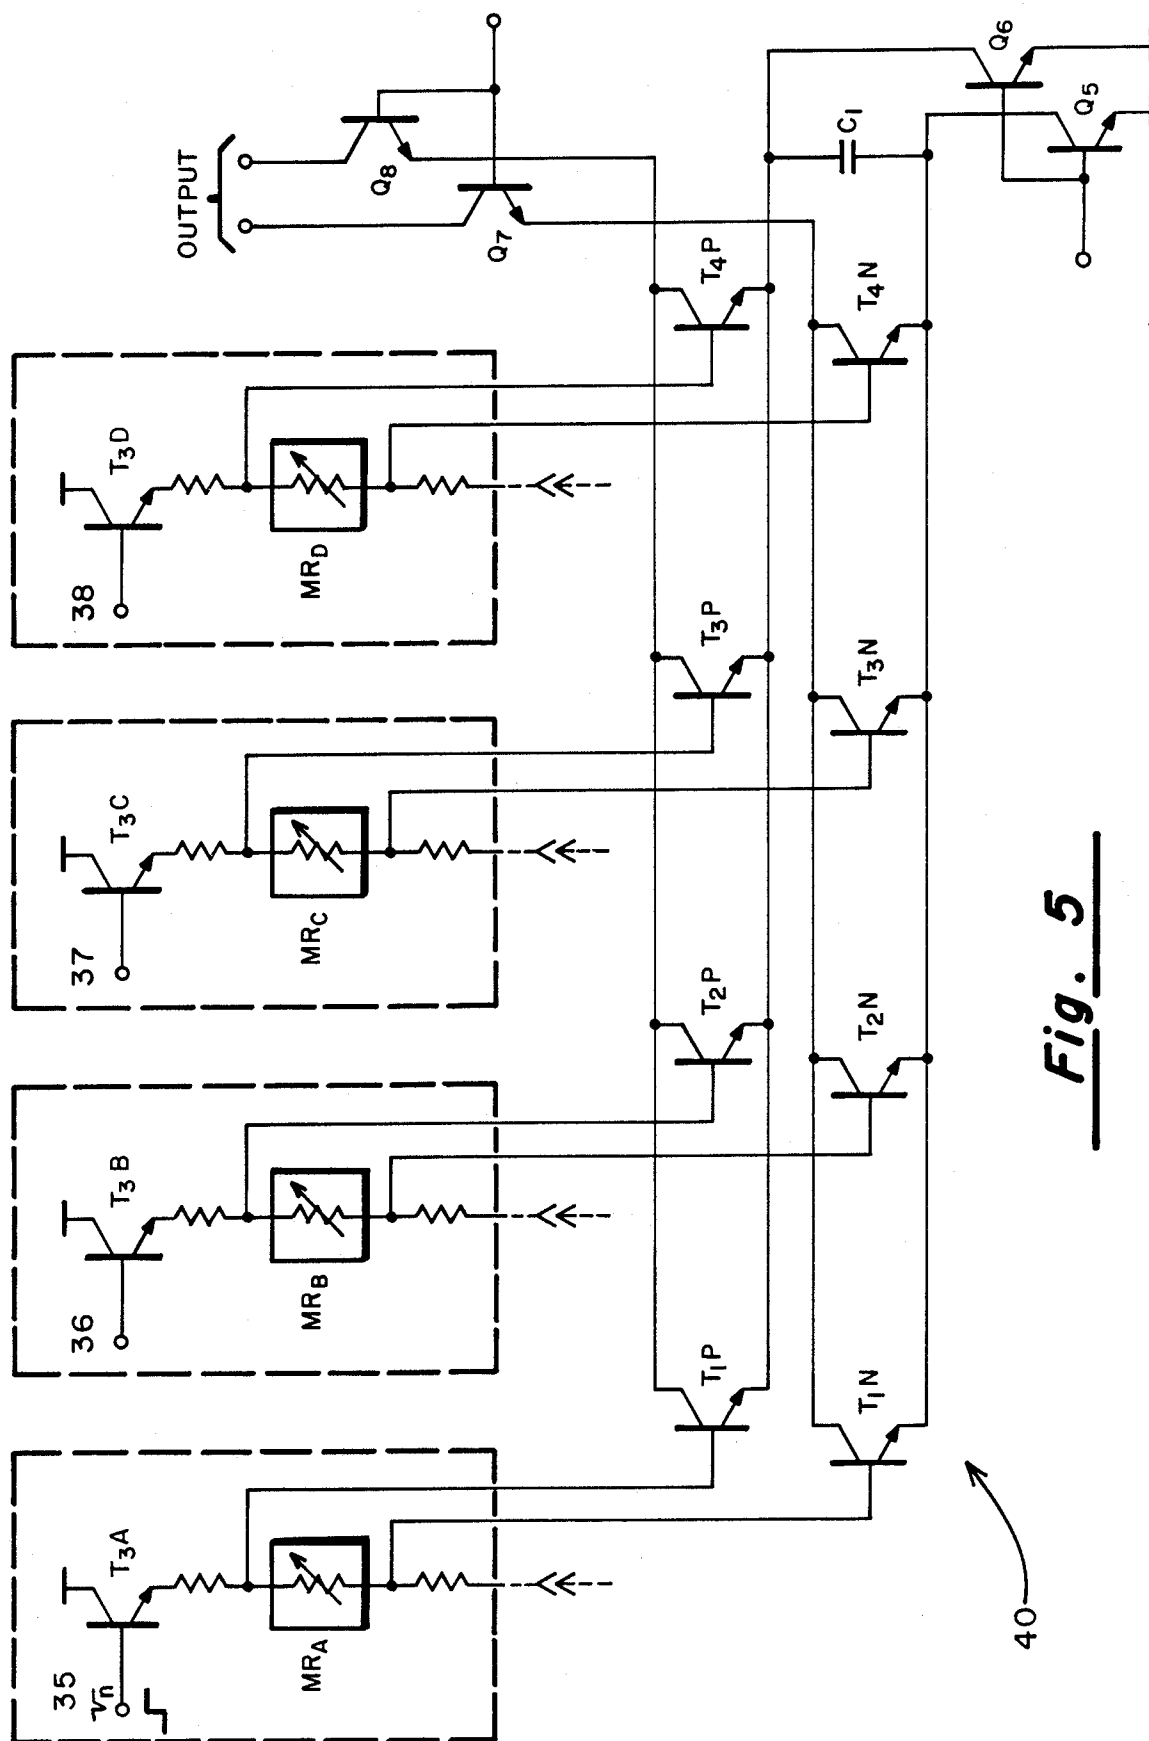 OUTPUT
Q8
Q7
Q6
Q5
C1
38
T3D
MRD
T4P
T4N
37
T3C
MRC
T3P
T3N
36
T3B
MRB
T2P
T2N
35
Vn
T3A
MRA
T1P
T1N
40
Fig. 5